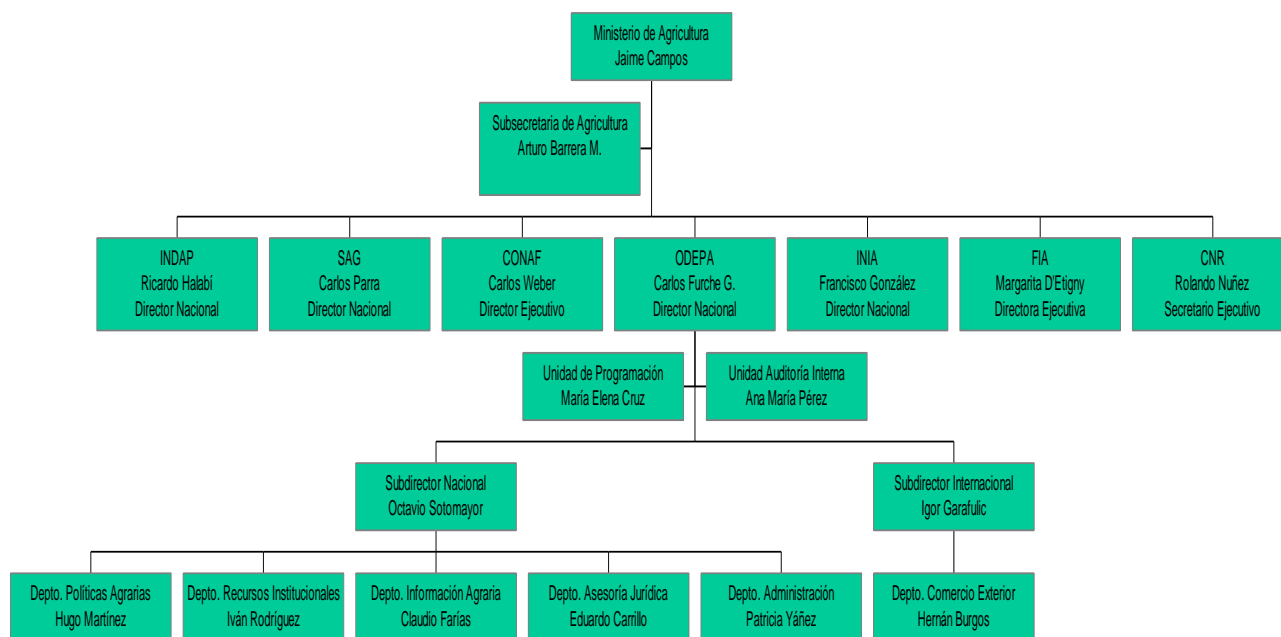 Ministerio de Agricultura
Jaime Campos
Subsecretaria de Agricultura
Arturo Barrera M.
INDAP
Ricardo Halabí
Director Nacional
SAG
Carlos Parra
Director Nacional
CONAF
Carlos Weber
Director Ejecutivo
ODEPA
Carlos Furche G.
Director Nacional
INIA
Francisco González
Director Nacional
FIA
Margarita D'Etigny
Directora Ejecutiva
CNR
Rolando Nuñez
Secretario Ejecutivo
Unidad de Programación
María Elena Cruz
Unidad Auditoría Interna
Ana María Pérez
Subdirector Nacional
Octavio Sotomayor
Subdirector Internacional
Igor Garafulic
Depto. Políticas Agrarias
Hugo Martínez
Depto. Recursos Institucionales
Iván Rodríguez
Depto. Información Agraria
Claudio Farías
Depto. Asesoría Jurídica
Eduardo Carrillo
Depto. Administración
Patricia Yáñez
Depto. Comercio Exterior
Hernán Burgos